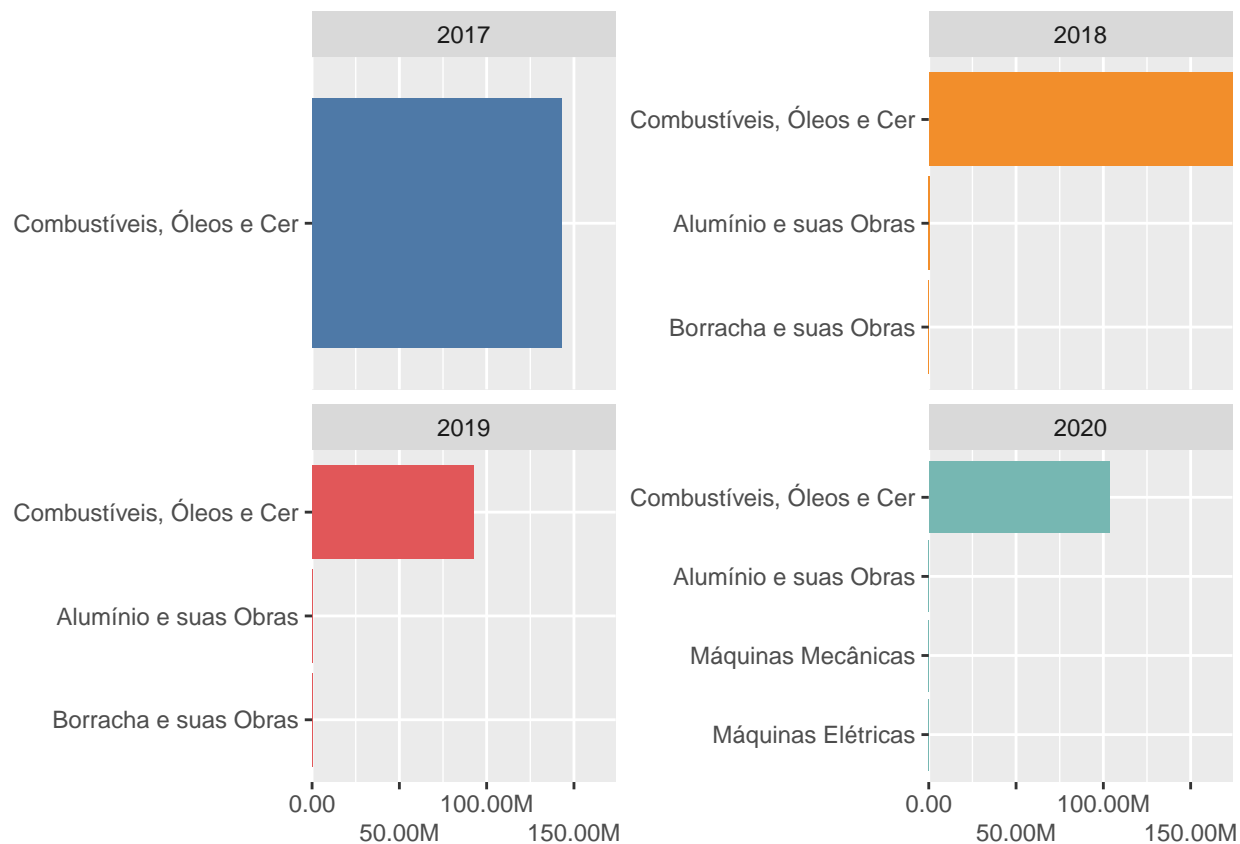 2017
Combustíveis, Óleos e Cer
2018
Combustíveis, Óleos e Cer
Alumínio e suas Obras
Borracha e suas Obras
2019
Combustíveis, Óleos e Cer
Alumínio e suas Obras
Borracha e suas Obras
0.00
50.00M
100.00M
150.00M
2020
Combustíveis, Óleos e Cer
Alumínio e suas Obras
Máquinas Mecânicas
Máquinas Elétricas
0.00
50.00M
100.00M
150.00M